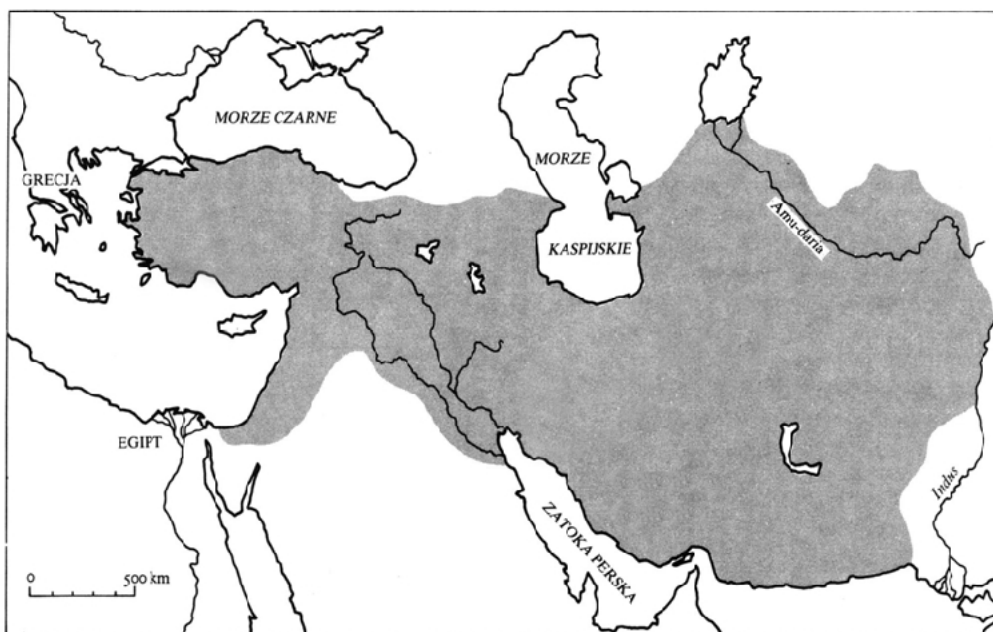 MORZE CZARNE
GRECJA
MORZE
KASPIJSKIE
Amu-daria
EGIPT
Indus
ZATOKA PERSKA
0 500 km